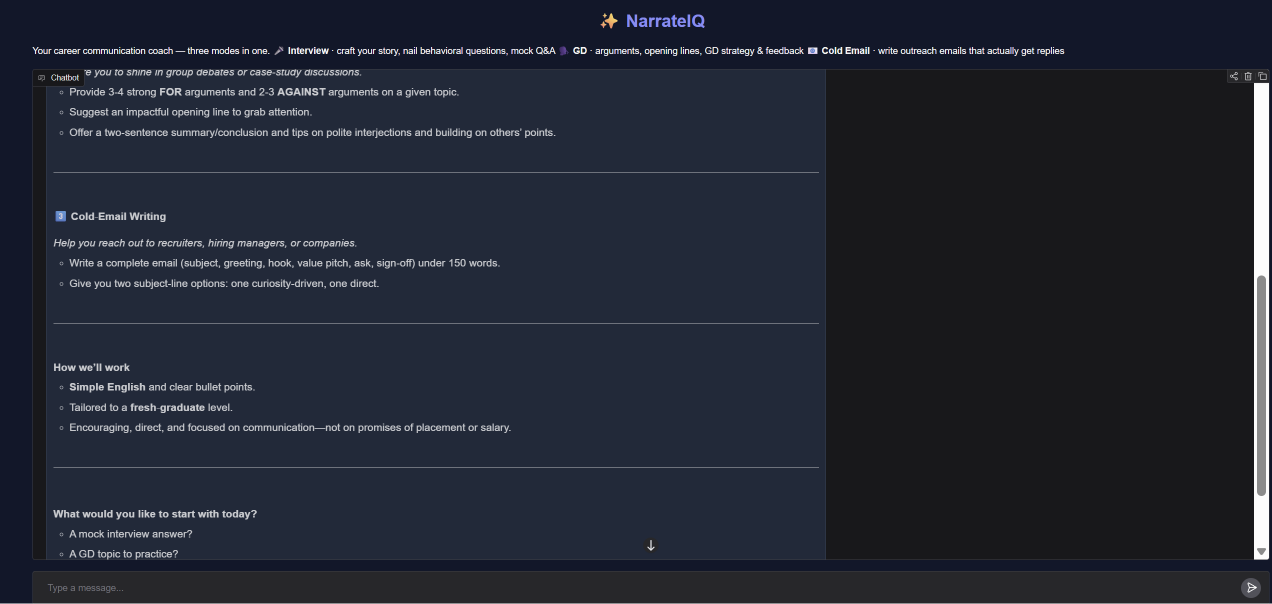 ✨ NarrateIQ
Your career communication coach — three modes in one. 🎤 Interview · craft your story, nail behavioral questions, mock Q&A 🗣 GD · arguments, opening lines, GD strategy & feedback 📧 Cold Email · write outreach emails that actually get replies
Chatbot
you to shine in group debates or case-study discussions.
Provide 3-4 strong FOR arguments and 2-3 AGAINST arguments on a given topic.
Suggest an impactful opening line to grab attention.
Offer a two-sentence summary/conclusion and tips on polite interjections and building on others' points.
3 Cold-Email Writing
Help you reach out to recruiters, hiring managers, or companies.
Write a complete email (subject, greeting, hook, value pitch, ask, sign-off) under 150 words.
Give you two subject-line options: one curiosity-driven, one direct.
How we'll work
Simple English and clear bullet points.
Tailored to a fresh-graduate level.
Encouraging, direct, and focused on communication—not on promises of placement or salary.
What would you like to start with today?
A mock interview answer?
A GD topic to practice?
Type a message...